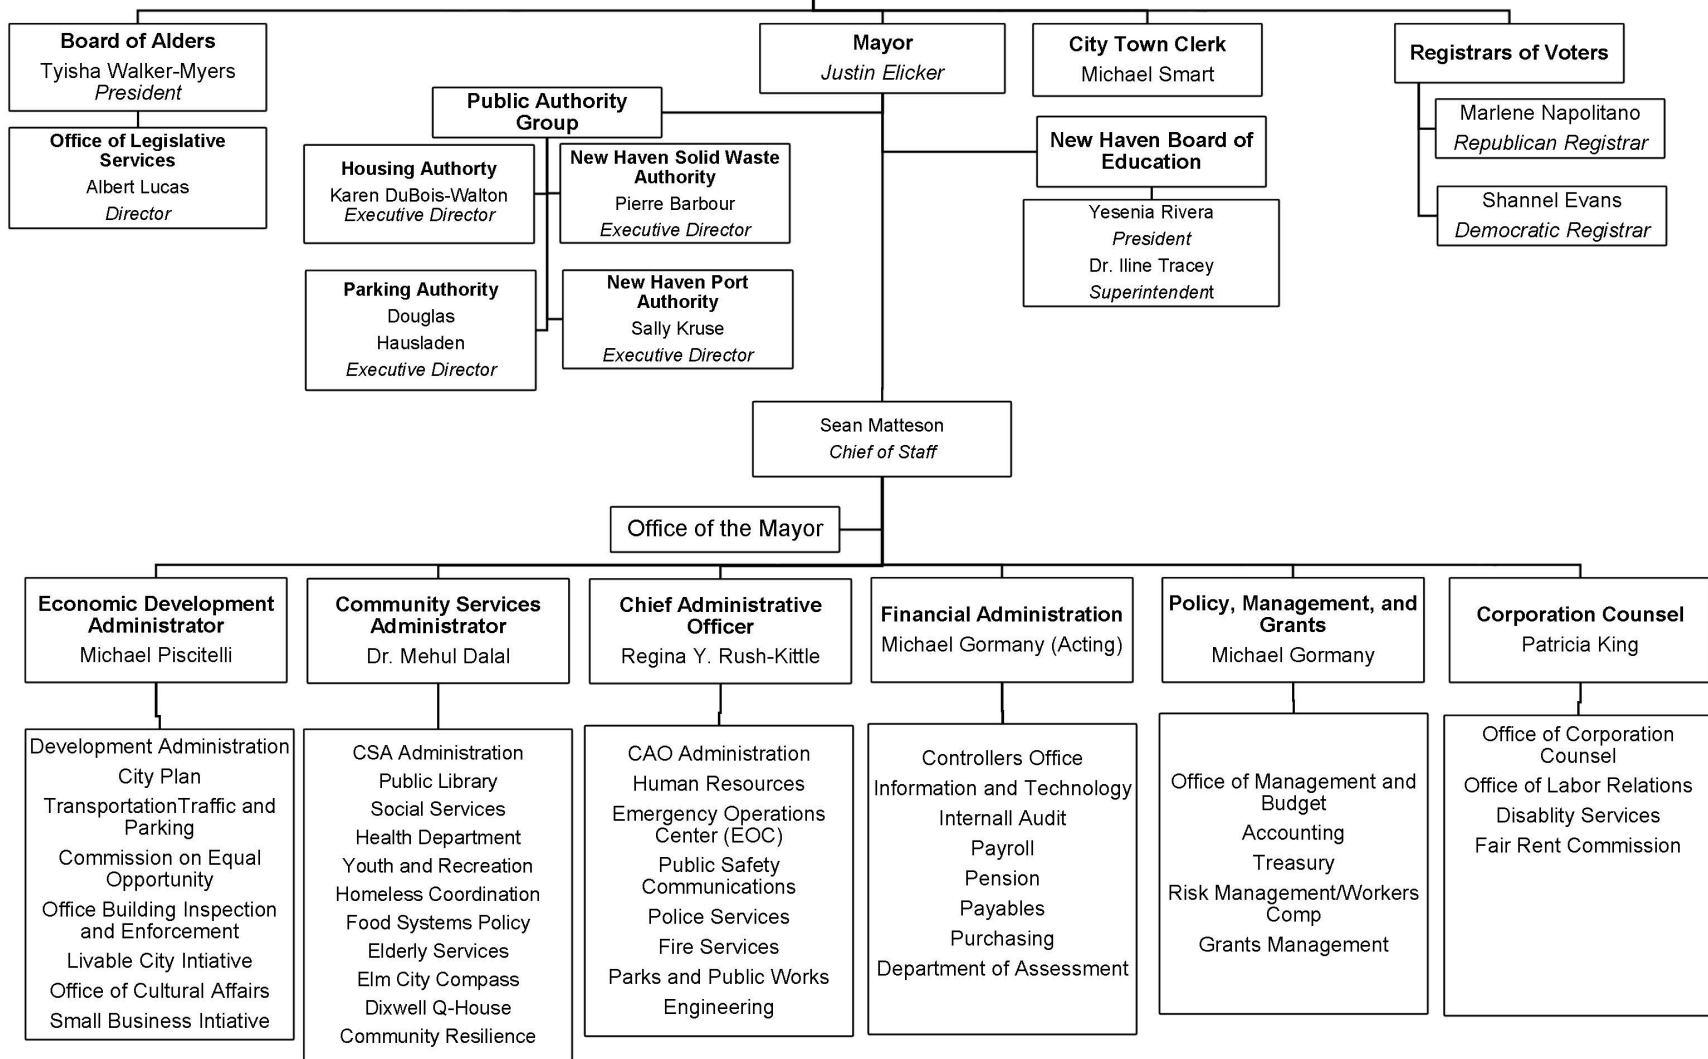 Board of Alders
Tyisha Walker-Myers
President
Office of Legislative
Services
Albert Lucas
Director
Mayor
Justin Elicker
City Town Clerk
Michael Smart
Registrars of Voters
Marlene Napolitano
Republican Registrar
Shannel Evans
Democratic Registrar
Public Authority
Group
Housing Authorty
Karen DuBois-Walton
Executive Director
New Haven Solid Waste
Authority
Pierre Barbour
Executive Director
Parking Authority
Douglas
Hausladen
Executive Director
New Haven Port
Authority
Sally Kruse
Executive Director
New Haven Board of
Education
Yesenia Rivera
President
Dr. Iline Tracey
Superintendent
Sean Matteson
Chief of Staff
Office of the Mayor
Economic Development
Administrator
Michael Piscitelli
Development Administration
City Plan
TransportationTraffic and
Parking
Commission on Equal
Opportunity
Office Building Inspection
and Enforcement
Livable City Intiative
Office of Cultural Affairs
Small Business Intiative
Community Services
Administrator
Dr. Mehul Dalal
CSA Administration
Public Library
Social Services
Health Department
Youth and Recreation
Homeless Coordination
Food Systems Policy
Elderly Services
Elm City Compass
Dixwell Q-House
Community Resilience
Chief Administrative
Officer
Regina Y. Rush-Kittle
CAO Administration
Human Resources
Emergency Operations
Center (EOC)
Public Safety
Communications
Police Services
Fire Services
Parks and Public Works
Engineering
Financial Administration
Michael Gormany (Acting)
Controllers Office
Information and Technology
Internall Audit
Payroll
Pension
Payables
Purchasing
Department of Assessment
Policy, Management, and
Grants
Michael Gormany
Office of Management and
Budget
Accounting
Treasury
Risk Management/Workers
Comp
Grants Management
Corporation Counsel
Patricia King
Office of Corporation
Counsel
Office of Labor Relations
Disablity Services
Fair Rent Commission